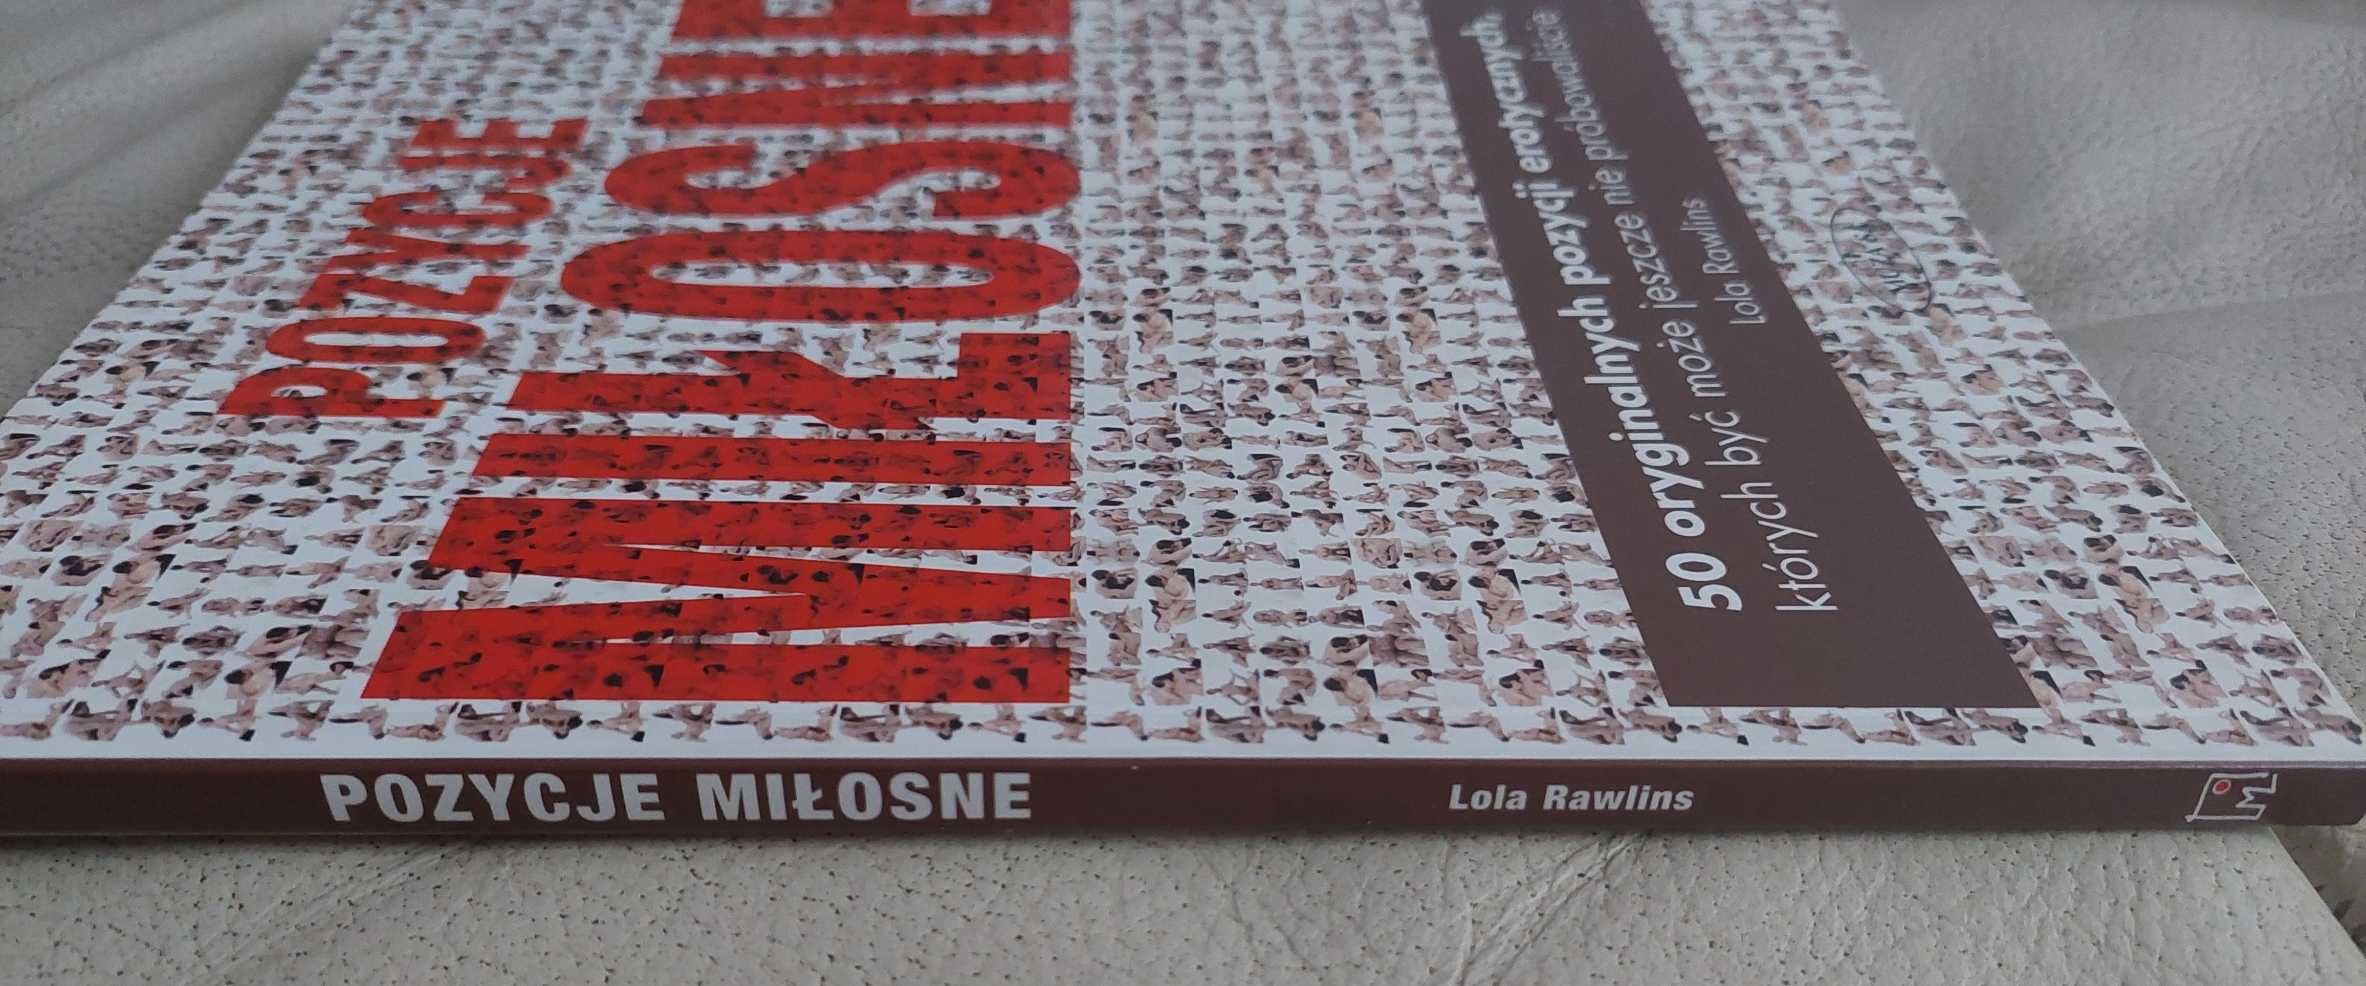 POZYCJE
MIŁOSNE
50 oryginalnych pozycji erotycznych,
których być może jeszcze nie próbowaliście
Lola Rawlins
POZYCJE MIŁOSNE
Lola Rawlins